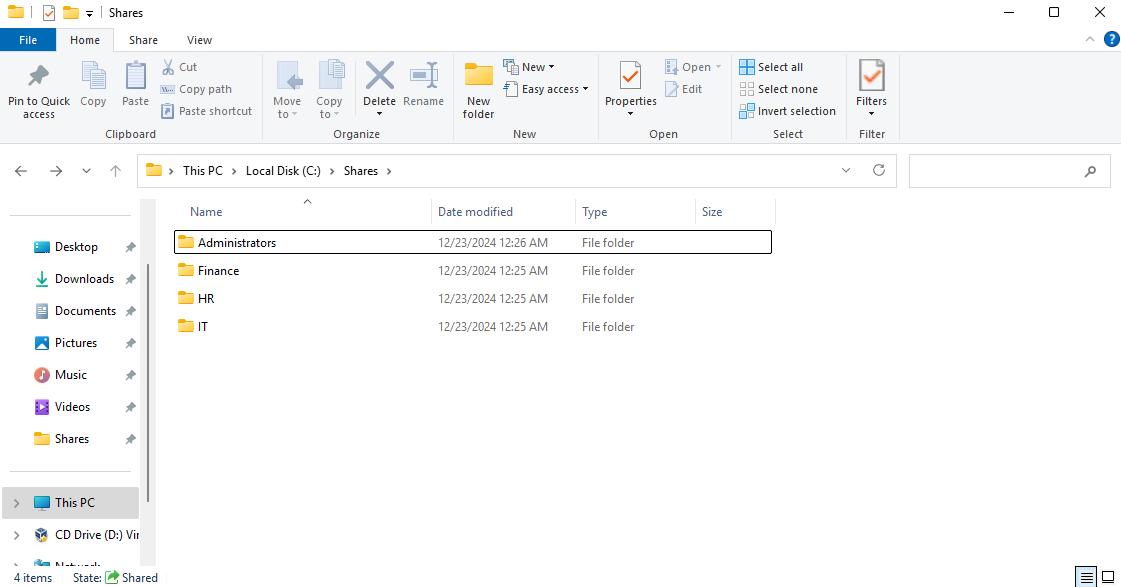 Shares
File Home Share View
Pin to Quick access
Copy
Paste
Cut
Copy path
Paste shortcut
Clipboard
Move to
Copy to
Delete
Rename
Organize
New folder
New
Easy access
New
Properties
Open
Edit
Open
Select all
Select none
Invert selection
Select
Filters
Filter
This PC > Local Disk (C:) > Shares >
Name Date modified Type Size
Administrators 12/23/2024 12:26 AM File folder
Finance 12/23/2024 12:25 AM File folder
HR 12/23/2024 12:25 AM File folder
IT 12/23/2024 12:25 AM File folder
Desktop
Downloads
Documents
Pictures
Music
Videos
Shares
This PC
CD Drive (D:) Vir
Network
4 items State: Shared